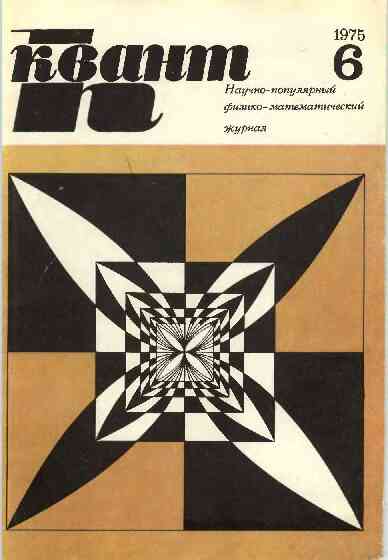 квант
1975
6
Научно-популярный
физико-математический
журнал